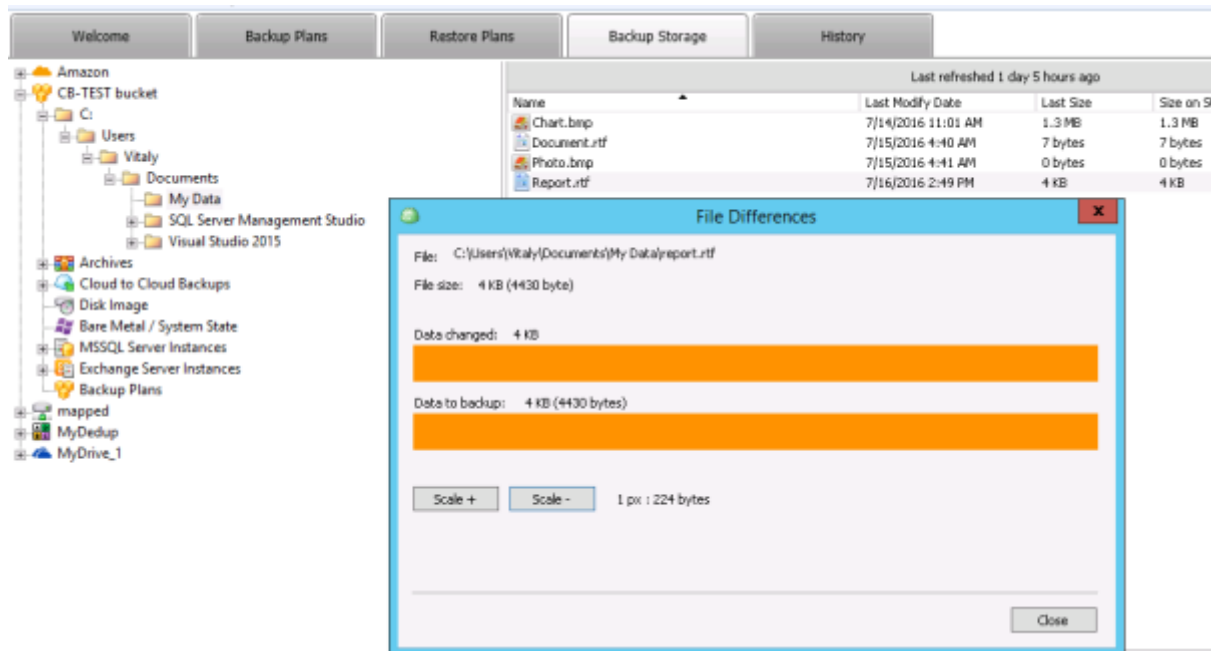 Welcome Backup Plans Restore Plans Backup Storage History
Amazon
CB-TEST bucket
C:
Users
Vitaly
Documents
My Data
SQL Server Management Studio
Visual Studio 2015
Archives
Cloud to Cloud Backups
Disk Image
Bare Metal / System State
MSSQL Server Instances
Exchange Server Instances
Backup Plans
mapped
MyDedup
MyDrive_1
Last refreshed 1 day 5 hours ago
Name Last Modify Date Last Size Size on S
Chart.bmp 7/14/2016 11:01 AM 1.3 MB 1.3 MB
Document.rtf 7/15/2016 4:40 AM 7 bytes 7 bytes
Photo.bmp 7/15/2016 4:41 AM 0 bytes 0 bytes
Report.rtf 7/16/2016 2:49 PM 4 KB 4 KB
File Differences
x
File: C:\Users\Vitaly\Documents\My Data\report.rtf
File size: 4 KB (4430 byte)
Data changed: 4 KB
Data to backup: 4 KB (4430 bytes)
Scale + Scale - 1 px : 224 bytes
Close